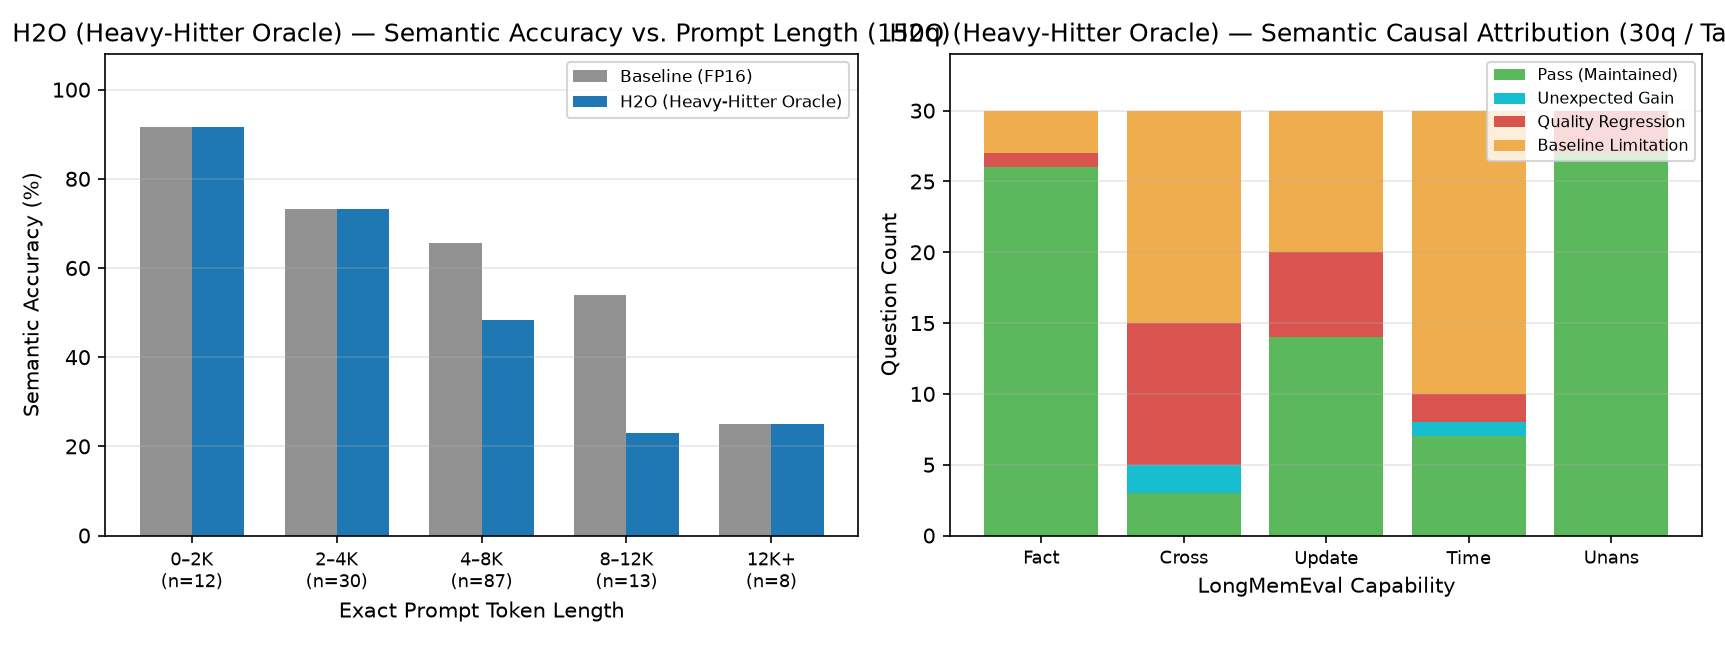 H2O (Heavy-Hitter Oracle) — Semantic Accuracy vs. Prompt Length (150q)
H2O (Heavy-Hitter Oracle) — Semantic Causal Attribution (30q / Ta
Baseline (FP16)
H2O (Heavy-Hitter Oracle)
Semantic Accuracy (%)
100
80
60
40
20
0
0–2K
(n=12)
2–4K
(n=30)
4–8K
(n=87)
8–12K
(n=13)
12K+
(n=8)
Exact Prompt Token Length
Pass (Maintained)
Unexpected Gain
Quality Regression
Baseline Limitation
Question Count
30
25
20
15
10
5
0
Fact
Cross
Update
Time
Unans
LongMemEval Capability